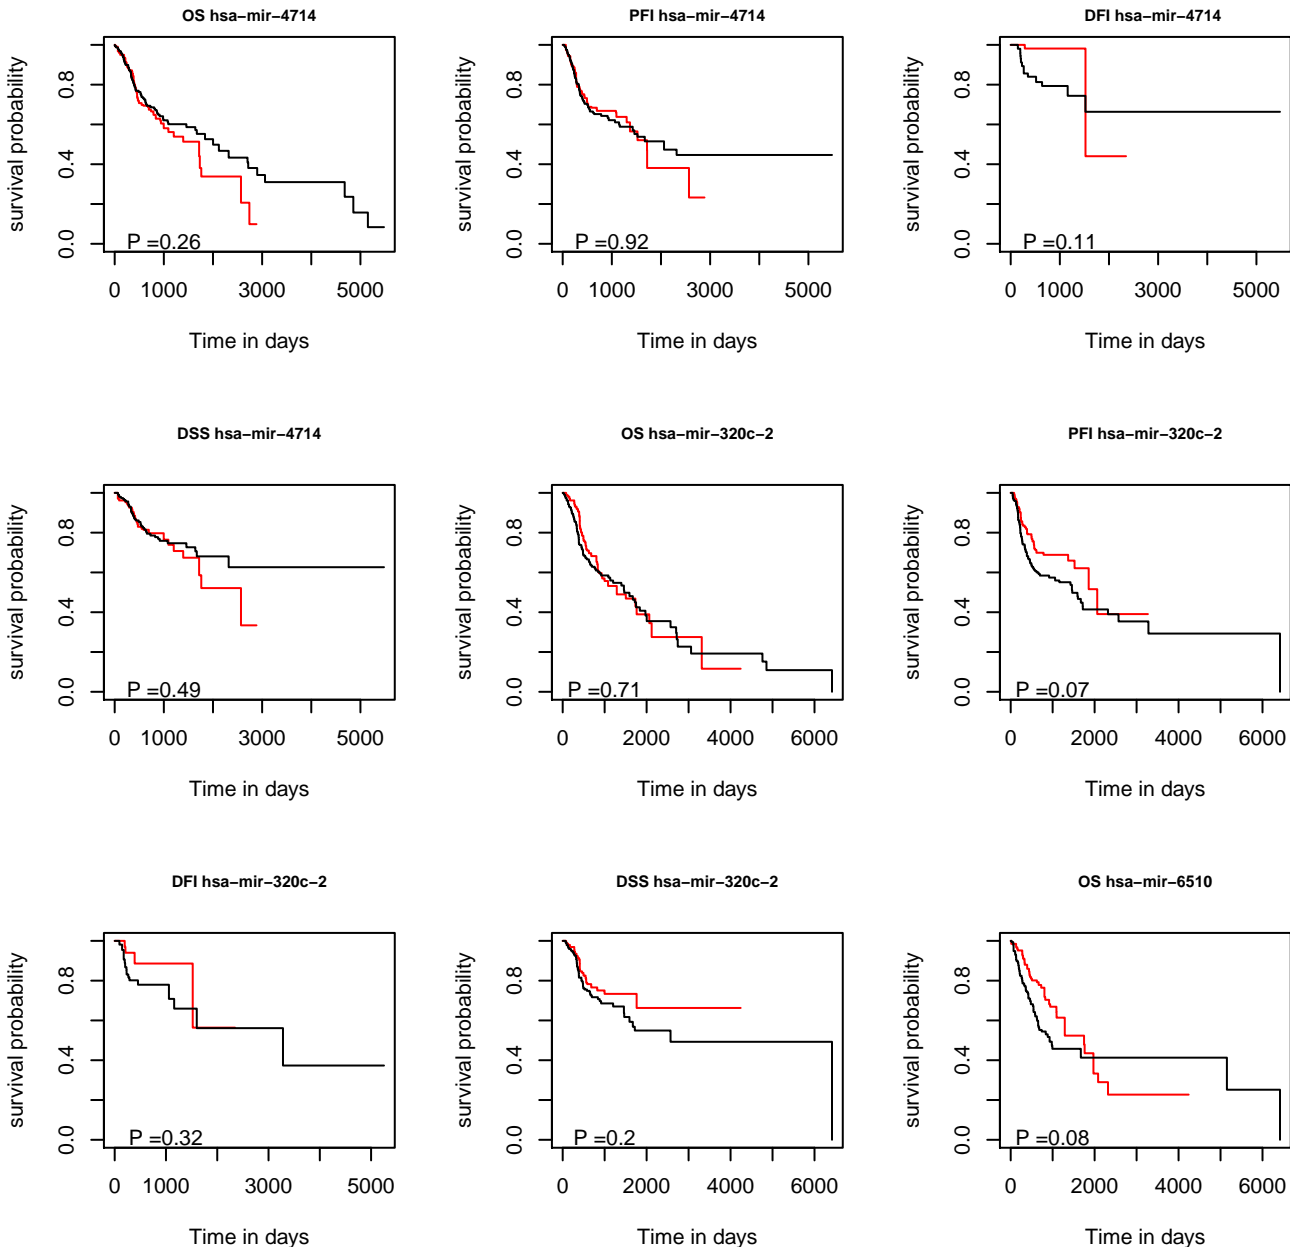 OS hsa−mir−4714
survival probability
0.0 0.4 0.8
P =0.26
0 1000 3000 5000
Time in days
PFI hsa−mir−4714
survival probability
0.0 0.4 0.8
P =0.92
0 1000 3000 5000
Time in days
DFI hsa−mir−4714
survival probability
0.0 0.4 0.8
P =0.11
0 1000 3000 5000
Time in days
DSS hsa−mir−4714
survival probability
0.0 0.4 0.8
P =0.49
0 1000 3000 5000
Time in days
OS hsa−mir−320c−2
survival probability
0.0 0.4 0.8
P =0.71
0 2000 4000 6000
Time in days
PFI hsa−mir−320c−2
survival probability
0.0 0.4 0.8
P =0.07
0 2000 4000 6000
Time in days
DFI hsa−mir−320c−2
survival probability
0.0 0.4 0.8
P =0.32
0 1000 3000 5000
Time in days
DSS hsa−mir−320c−2
survival probability
0.0 0.4 0.8
P =0.2
0 2000 4000 6000
Time in days
OS hsa−mir−6510
survival probability
0.0 0.4 0.8
P =0.08
0 2000 4000 6000
Time in days